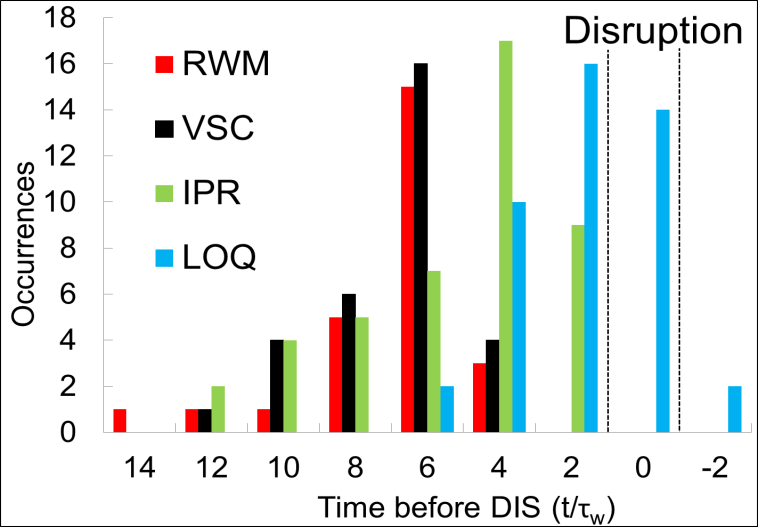 Disruption
18
16
14
12
10
8
6
4
2
0
Occurrences
RWM
VSC
IPR
LOQ
14 12 10 8 6 4 2 0 -2
Time before DIS (t/τw)